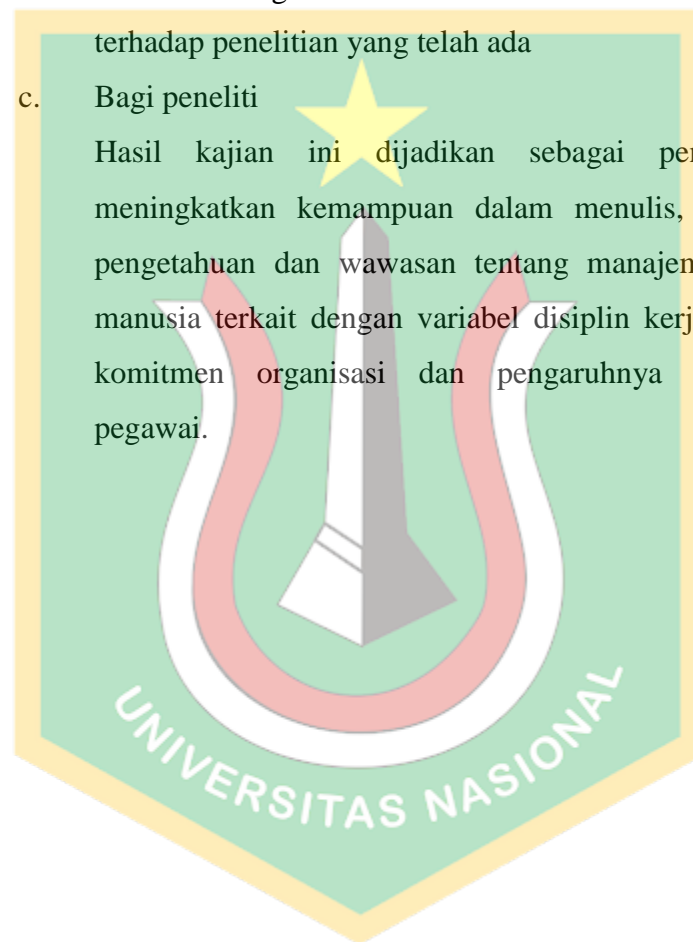 terhadap penelitian yang telah ada
c. Bagi peneliti
Hasil kajian ini dijadikan sebagai
meningkatkan kemampuan dalam menulis,
pengetahuan dan wawasan tentang
manusia terkait dengan variabel disiplin
komitmen organisasi dan pengaruhnya
pegawai.
UNIVERSITAS NASIONAL